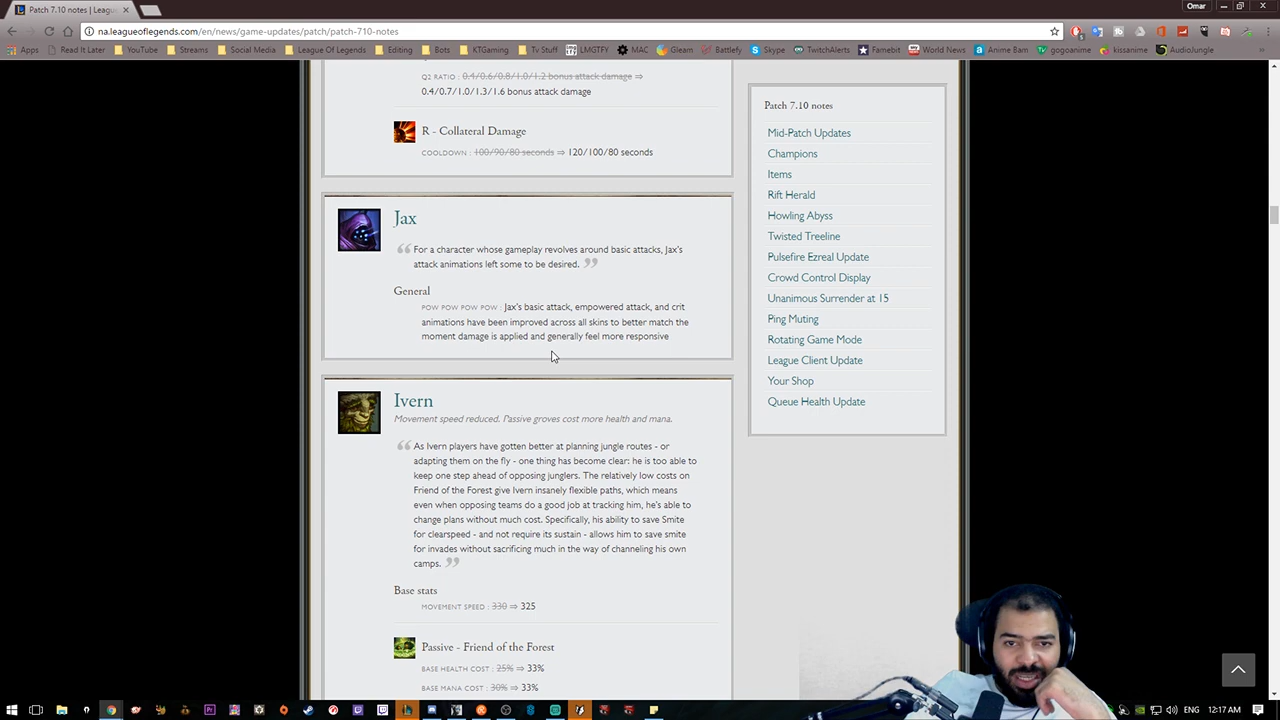 Patch 7.10 notes | Leagu
Omar
na.leagueoflegends.com/en/news/game-updates/patch/patch-710-notes
Apps
Read It Later
YouTube
Streams
Social Media
League Of Legends
Editing
Bots
KTGaming
Tv Stuff
LMGTFY
MAC
Gleam
Battlefy
Skype
TwitchAlerts
Famebit
World News
Anime Bam
gogoanime
kissanime
AudioJungle
Q2 RATIO : 0.4/0.6/0.8/1.0/1.2 bonus attack damage ⇒
0.4/0.7/1.0/1.3/1.6 bonus attack damage
R - Collateral Damage
COOLDOWN : 100/90/80 seconds ⇒ 120/100/80 seconds
Jax
For a character whose gameplay revolves around basic attacks, Jax's
attack animations left some to be desired.
General
POW POW POW POW : Jax's basic attack, empowered attack, and crit
animations have been improved across all skins to better match the
moment damage is applied and generally feel more responsive
Ivern
Movement speed reduced. Passive groves cost more health and mana.
As Ivern players have gotten better at planning jungle routes - or
adapting them on the fly - one thing has become clear: he is too able to
keep one step ahead of opposing junglers. The relatively low costs on
Friend of the Forest give Ivern insanely flexible paths, which means
even when opposing teams do a good job at tracking him, he's able to
change plans without much cost. Specifically, his ability to save Smite
for clearspeed - and not require its sustain - allows him to save smite
for invades without sacrificing much in the way of channeling his own
camps.
Base stats
MOVEMENT SPEED : 330 ⇒ 325
Passive - Friend of the Forest
BASE HEALTH COST : 25% ⇒ 33%
BASE MANA COST : 30% ⇒ 33%
Patch 7.10 notes
Mid-Patch Updates
Champions
Items
Rift Herald
Howling Abyss
Twisted Treeline
Pulsefire Ezreal Update
Crowd Control Display
Unanimous Surrender at 15
Ping Muting
Rotating Game Mode
League Client Update
Your Shop
Queue Health Update
12:17 AM